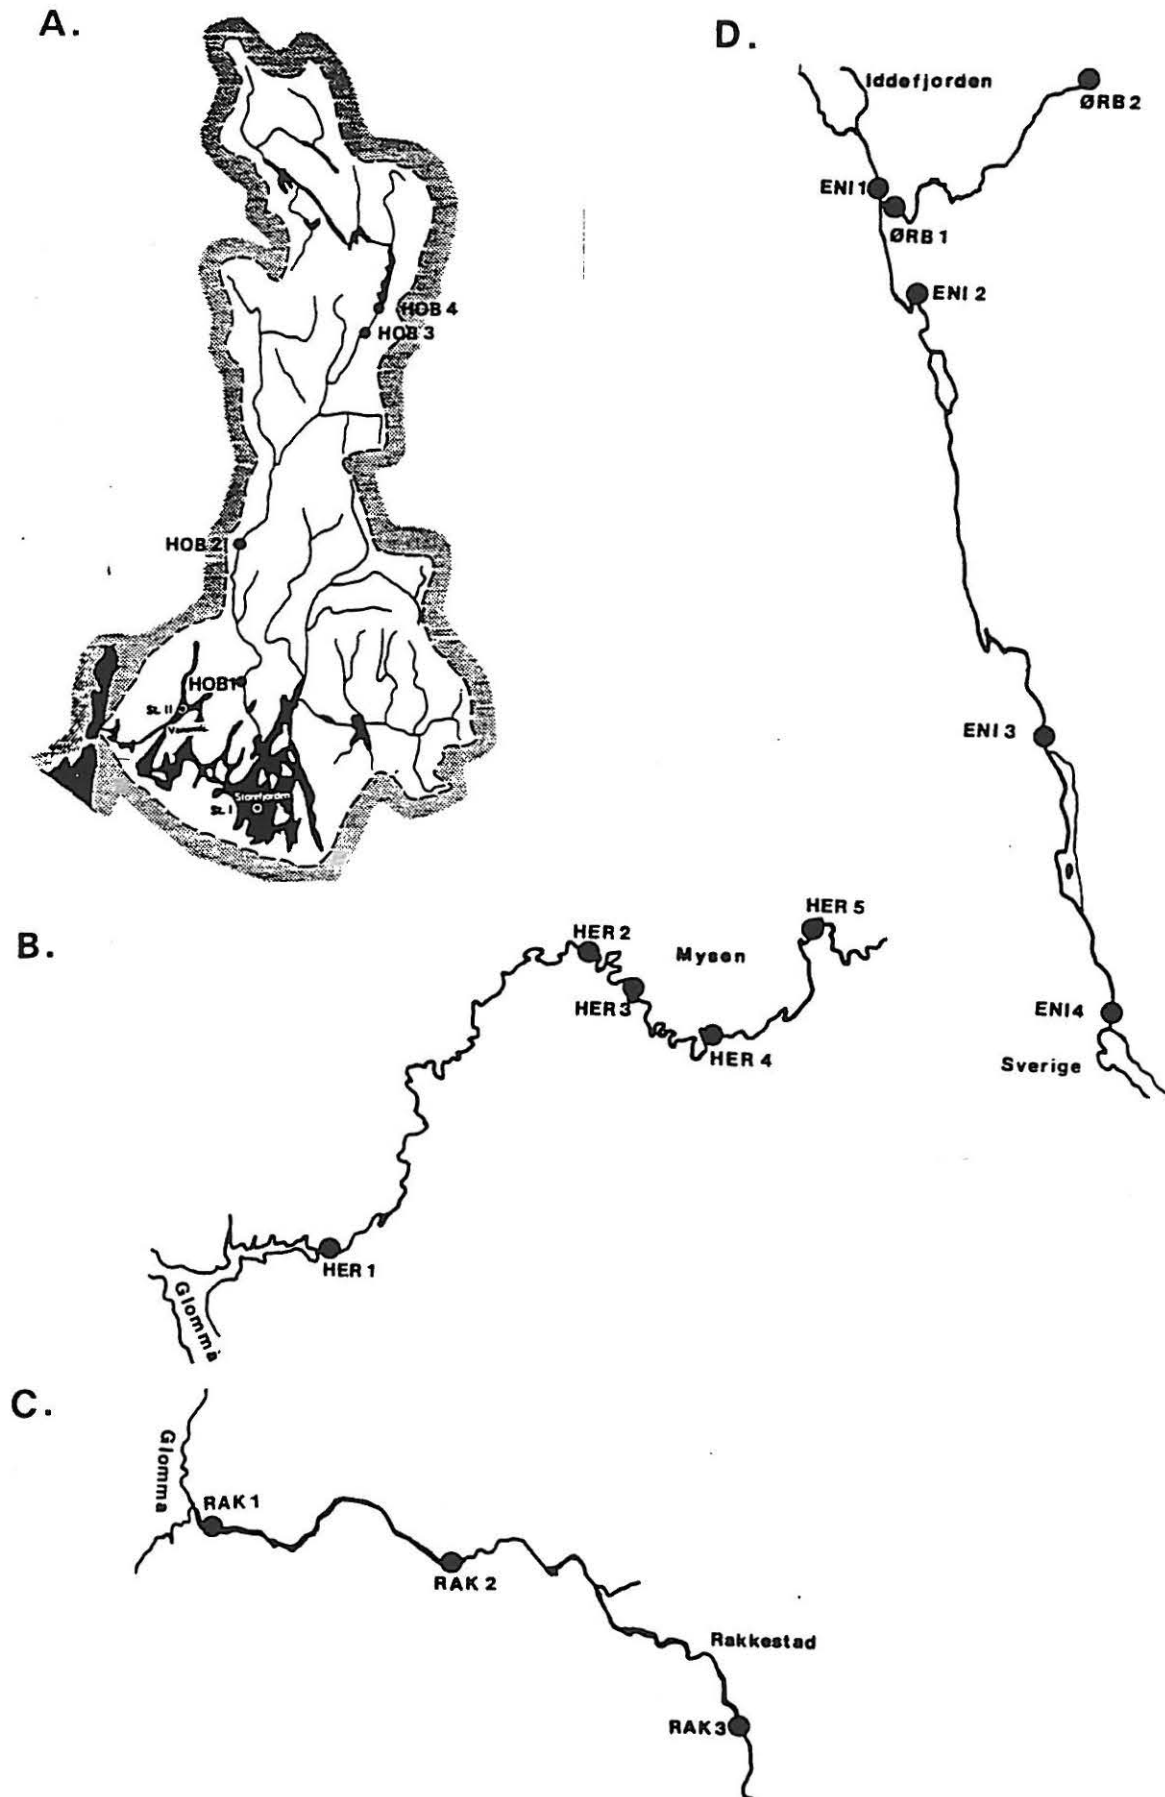 A.
HOB 4
HOB 3
HOB 2
HOB 1
St. II
St. I
Storefjorden
B.
HER 5
HER 2
Mysen
HER 3
HER 4
HER 1
Glomma
C.
Glomma
RAK 1
RAK 2
Rakkestad
RAK 3
D.
Iddefjorden
ØRB 2
ENI 1
ØRB 1
ENI 2
ENI 3
ENI 4
Sverige